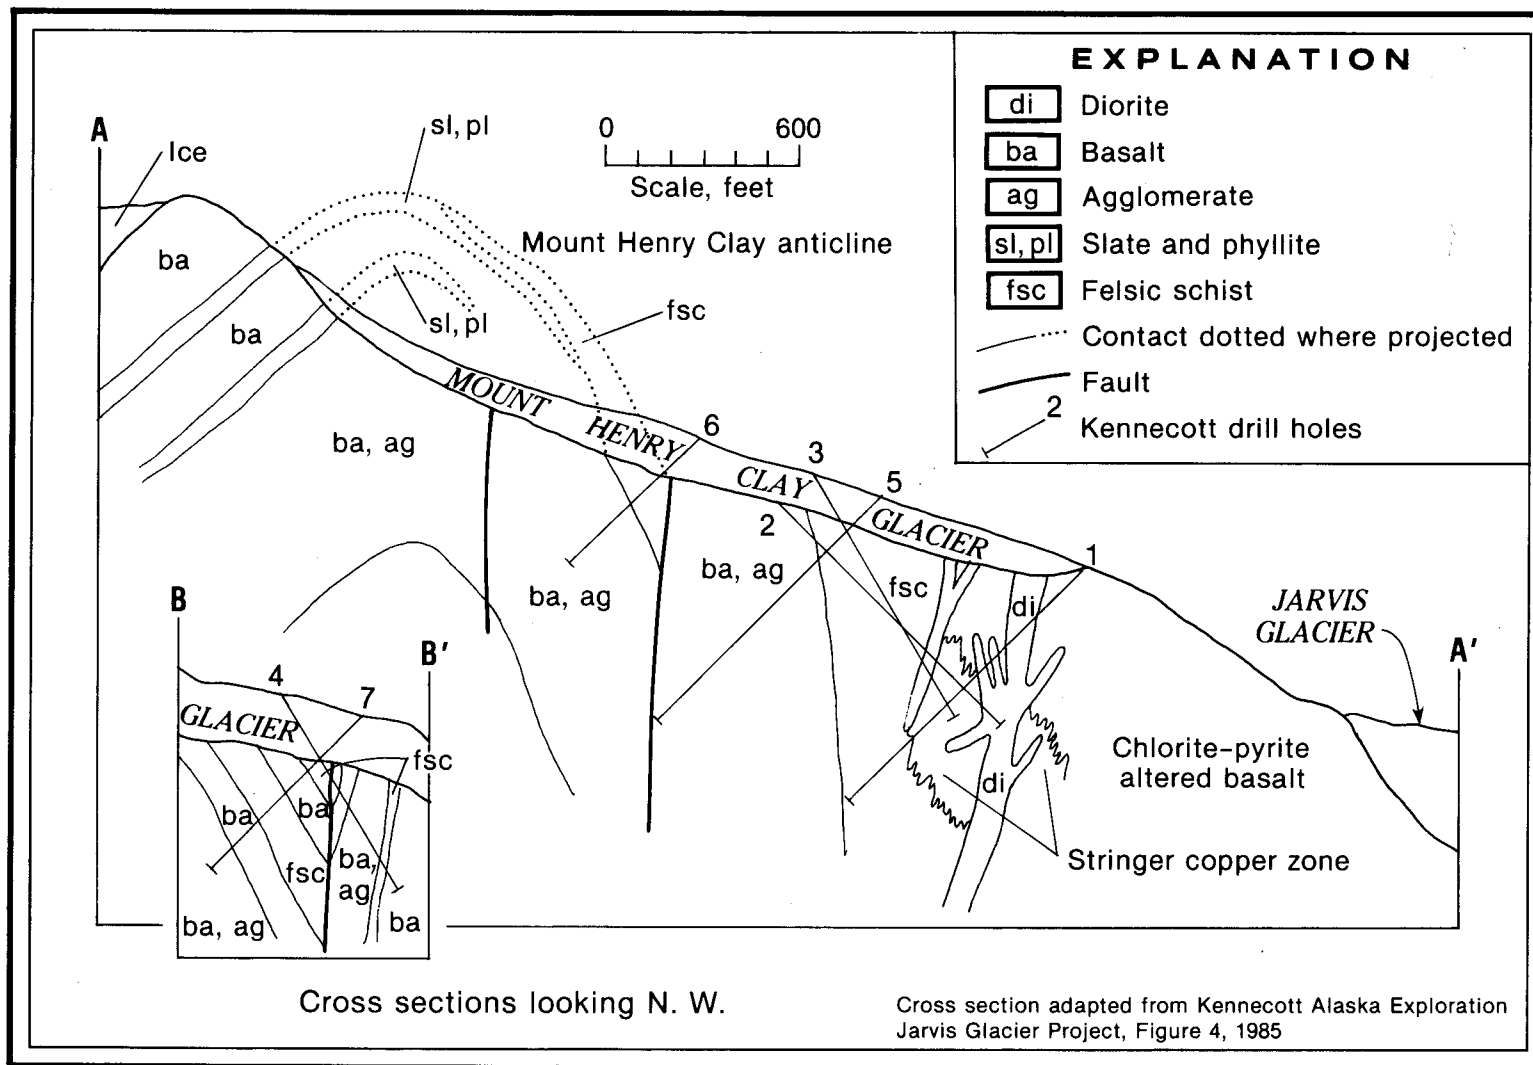 EXPLANATION
di Diorite
ba Basalt
ag Agglomerate
sl, pl Slate and phyllite
fsc Felsic schist
Contact dotted where projected
Fault
2 Kennecott drill holes
A
Ice
sl, pl
0 600
Scale, feet
Mount Henry Clay anticline
ba
ba
sl, pl
fsc
MOUNT HENRY CLAY GLACIER
6
3
5
2
1
ba, ag
ba, ag
ba, ag
fsc
di
JARVIS
GLACIER
A'
Chlorite-pyrite
altered basalt
di
Stringer copper zone
B
B'
4
7
GLACIER
fsc
ba
ba
fsc
ba,
ag
ba, ag
ba
Cross sections looking N. W.
Cross section adapted from Kennecott Alaska Exploration
Jarvis Glacier Project, Figure 4, 1985